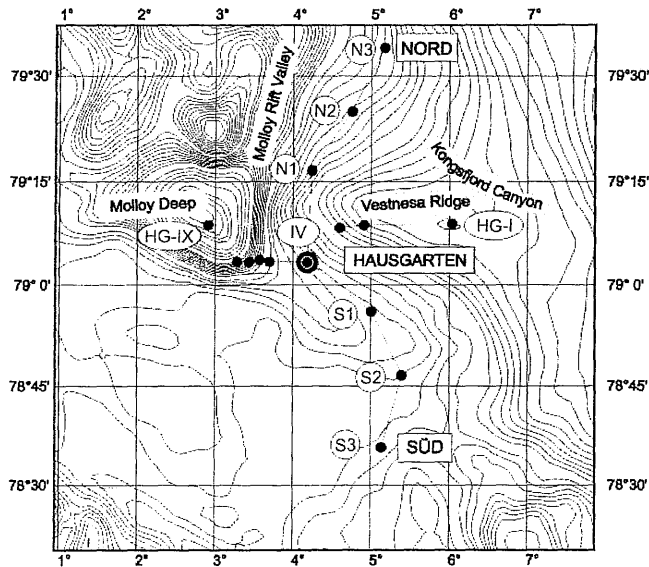 1° 2° 3° 4° 5° 6° 7°
N3 NORD
79°30' 79°30'
Molloy Rift Valley
N2
N1
79°15' 79°15'
Kongsfjord Canyon
Molloy Deep
Vestnesa Ridge
HG-IX
IV
HG-I
HAUSGARTEN
79° 0' 79° 0'
S1
S2
78°45' 78°45'
S3 SÜD
78°30' 78°30'
1° 2° 3° 4° 5° 6° 7°